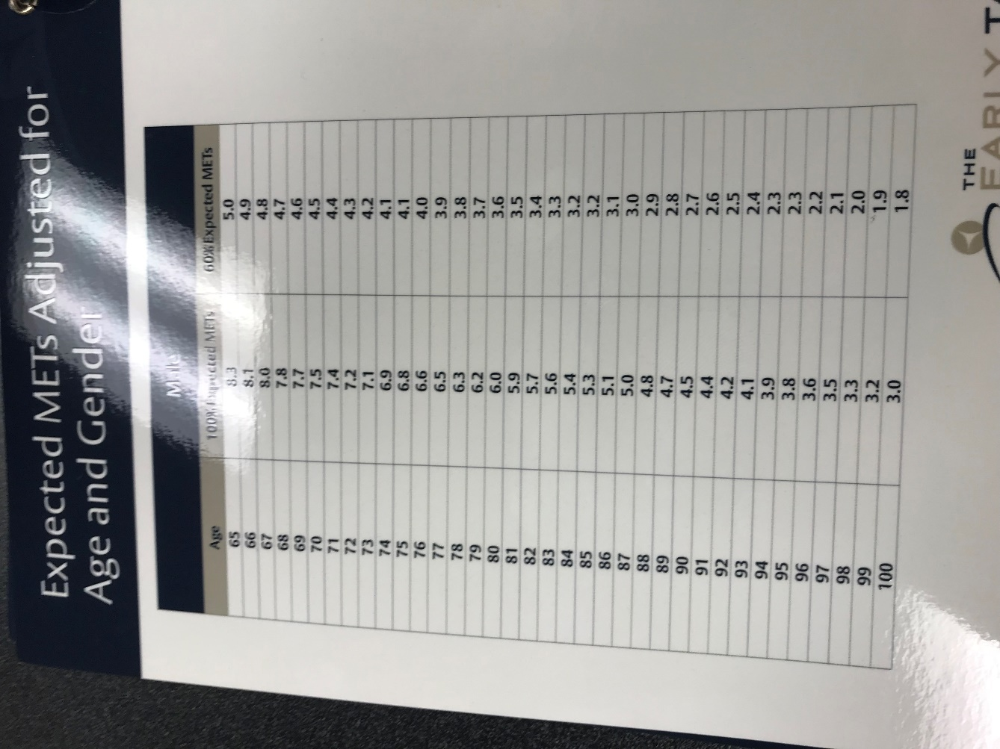 Expected METs Adjusted for
Age and Gender
Male
Age 100% Expected METs 60% Expected METs
65 8.3 5.0
66 8.1 4.9
67 8.0 4.8
68 7.8 4.7
69 7.7 4.6
70 7.5 4.5
71 7.4 4.4
72 7.2 4.3
73 7.1 4.2
74 6.9 4.1
75 6.8 4.1
76 6.6 4.0
77 6.5 3.9
78 6.3 3.8
79 6.2 3.7
80 6.0 3.6
81 5.9 3.5
82 5.7 3.4
83 5.6 3.3
84 5.4 3.2
85 5.3 3.2
86 5.1 3.1
87 5.0 3.0
88 4.8 2.9
89 4.7 2.8
90 4.5 2.7
91 4.4 2.6
92 4.2 2.5
93 4.1 2.4
94 3.9 2.3
95 3.8 2.3
96 3.6 2.2
97 3.5 2.1
98 3.3 2.0
99 3.2 1.9
100 3.0 1.8
THE
EARLY